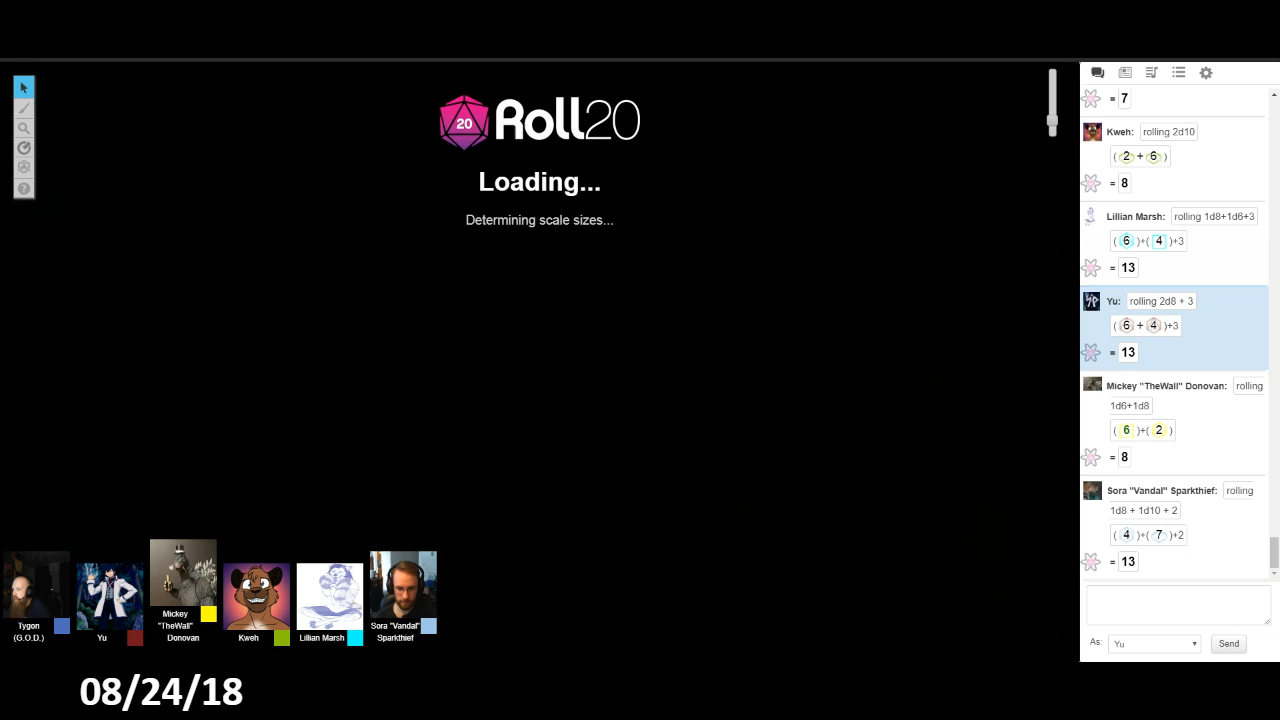 20 Roll20
Loading...
Determining scale sizes...
= 7
Kweh: rolling 2d10
( 2 + 6 )
= 8
Lillian Marsh: rolling 1d8+1d6+3
( 6 )+( 4 )+3
= 13
Yu: rolling 2d8 + 3
( 6 + 4 )+3
= 13
Mickey "TheWall" Donovan: rolling
1d6+1d8
( 6 )+( 2 )
= 8
Sora "Vandal" Sparkthief: rolling
1d8 + 1d10 + 2
( 4 )+( 7 )+2
= 13
As: Yu Send
Tygon
(G.O.D.)
Yu
Mickey
"TheWall"
Donovan
Kweh
Lillian Marsh
Sora "Vandal"
Sparkthief
08/24/18